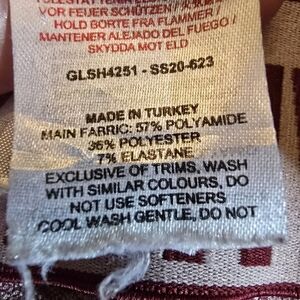 VOR FEUER SCHÜTZEN /
HOLD BORTE FRA FLAMMER /
MANTENER ALEJADO DEL FUEGO /
SKYDDA MOT ELD
GLSH4251 - SS20-623
MADE IN TURKEY
MAIN FABRIC: 57% POLYAMIDE
36% POLYESTER
7% ELASTANE
EXCLUSIVE OF TRIMS, WASH
WITH SIMILAR COLOURS, DO
NOT USE SOFTENERS
COOL WASH GENTLE, DO NOT